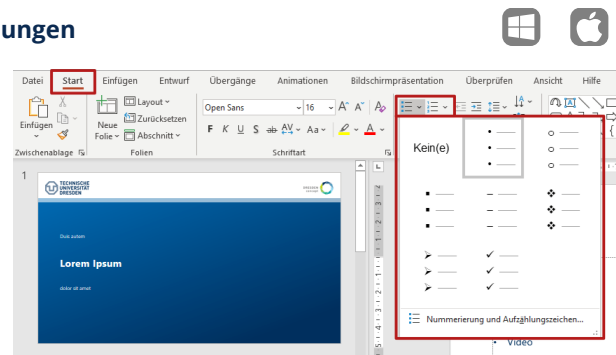 ungen
Datei Start Einfügen Entwurf Übergänge Animationen Bildschirmpräsentation Überprüfen Ansicht Hilfe
Einfügen
Neue
Folie
Layout
Zurücksetzen
Abschnitt
Open Sans 16 A A
F K U S ab AV Aa A
Zwischenablage Folien Schriftart
Kein(e)
Nummerierung und Aufzählungszeichen...
1
TECHNISCHE
UNIVERSITÄT
DRESDEN
Duis autem
Lorem Ipsum
dolor sit amet
Video